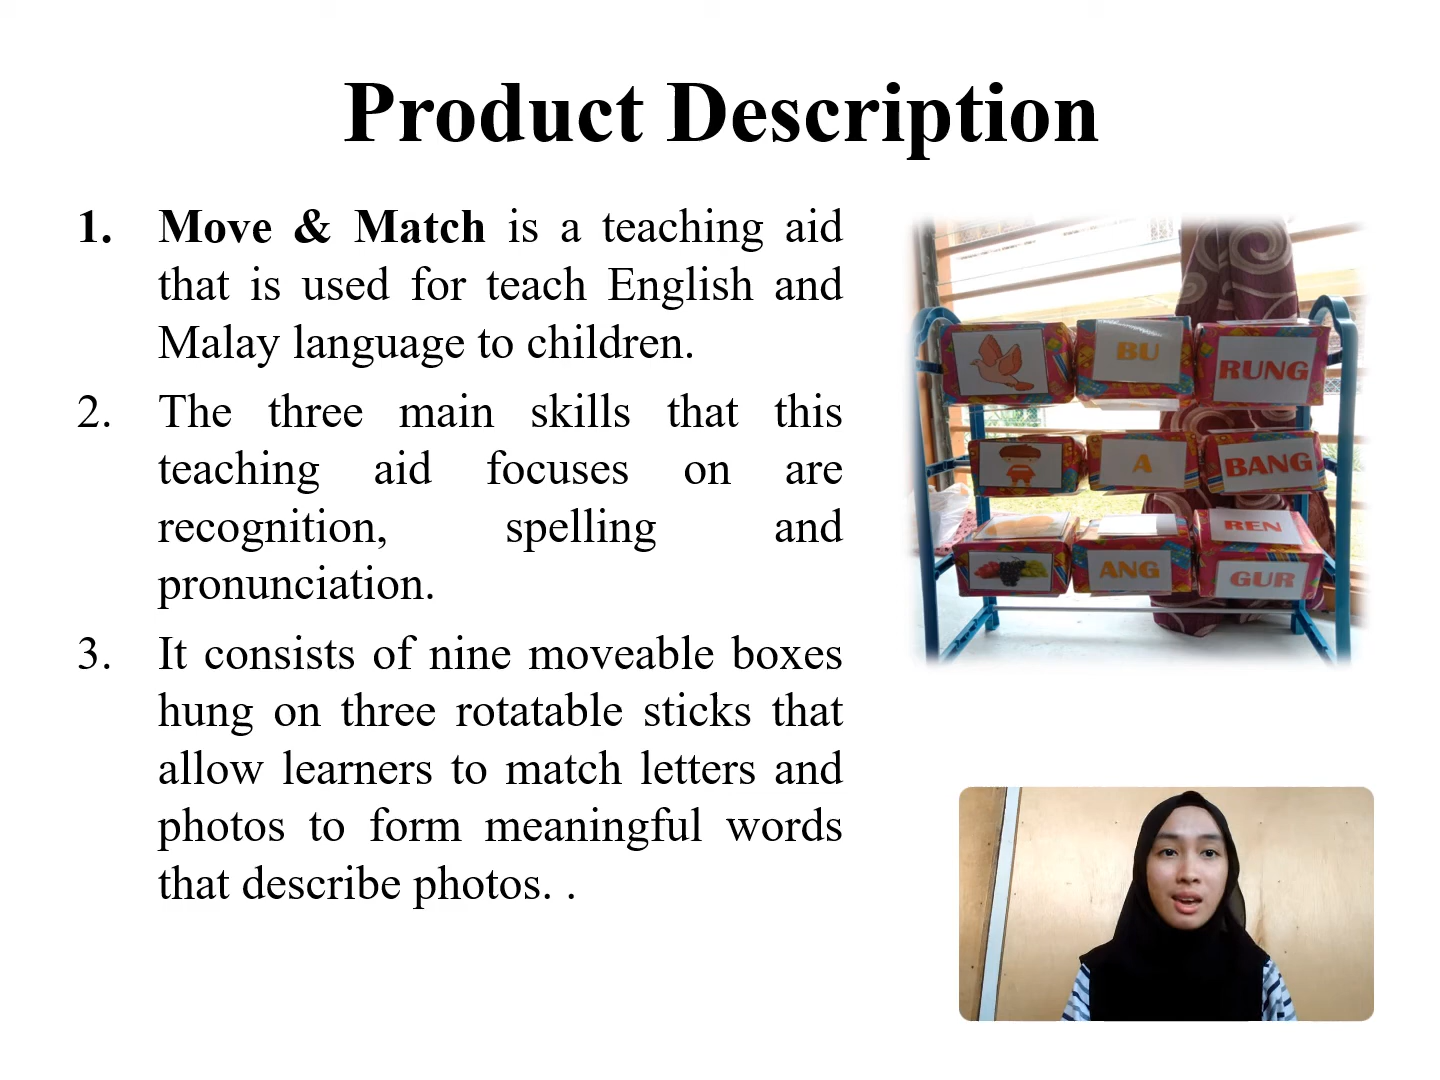 Product Description
1. Move & Match is a teaching aid
that is used for teach English and
Malay language to children.
2. The three main skills that this
teaching aid focuses on are
recognition, spelling and
pronunciation.
3. It consists of nine moveable boxes
hung on three rotatable sticks that
allow learners to match letters and
photos to form meaningful words
that describe photos. .
BU RUNG
A BANG
REN
ANG GUR